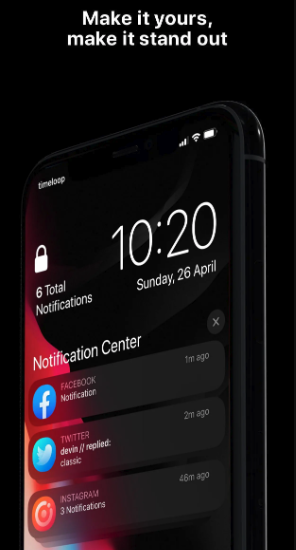 Make it yours,
make it stand out
timeloop
10:20
Sunday, 26 April
6 Total
Notifications
Notification Center
FACEBOOK
1m ago
Notification
TWITTER
2m ago
devin // replied:
classic
INSTAGRAM
46m ago
3 Notifications